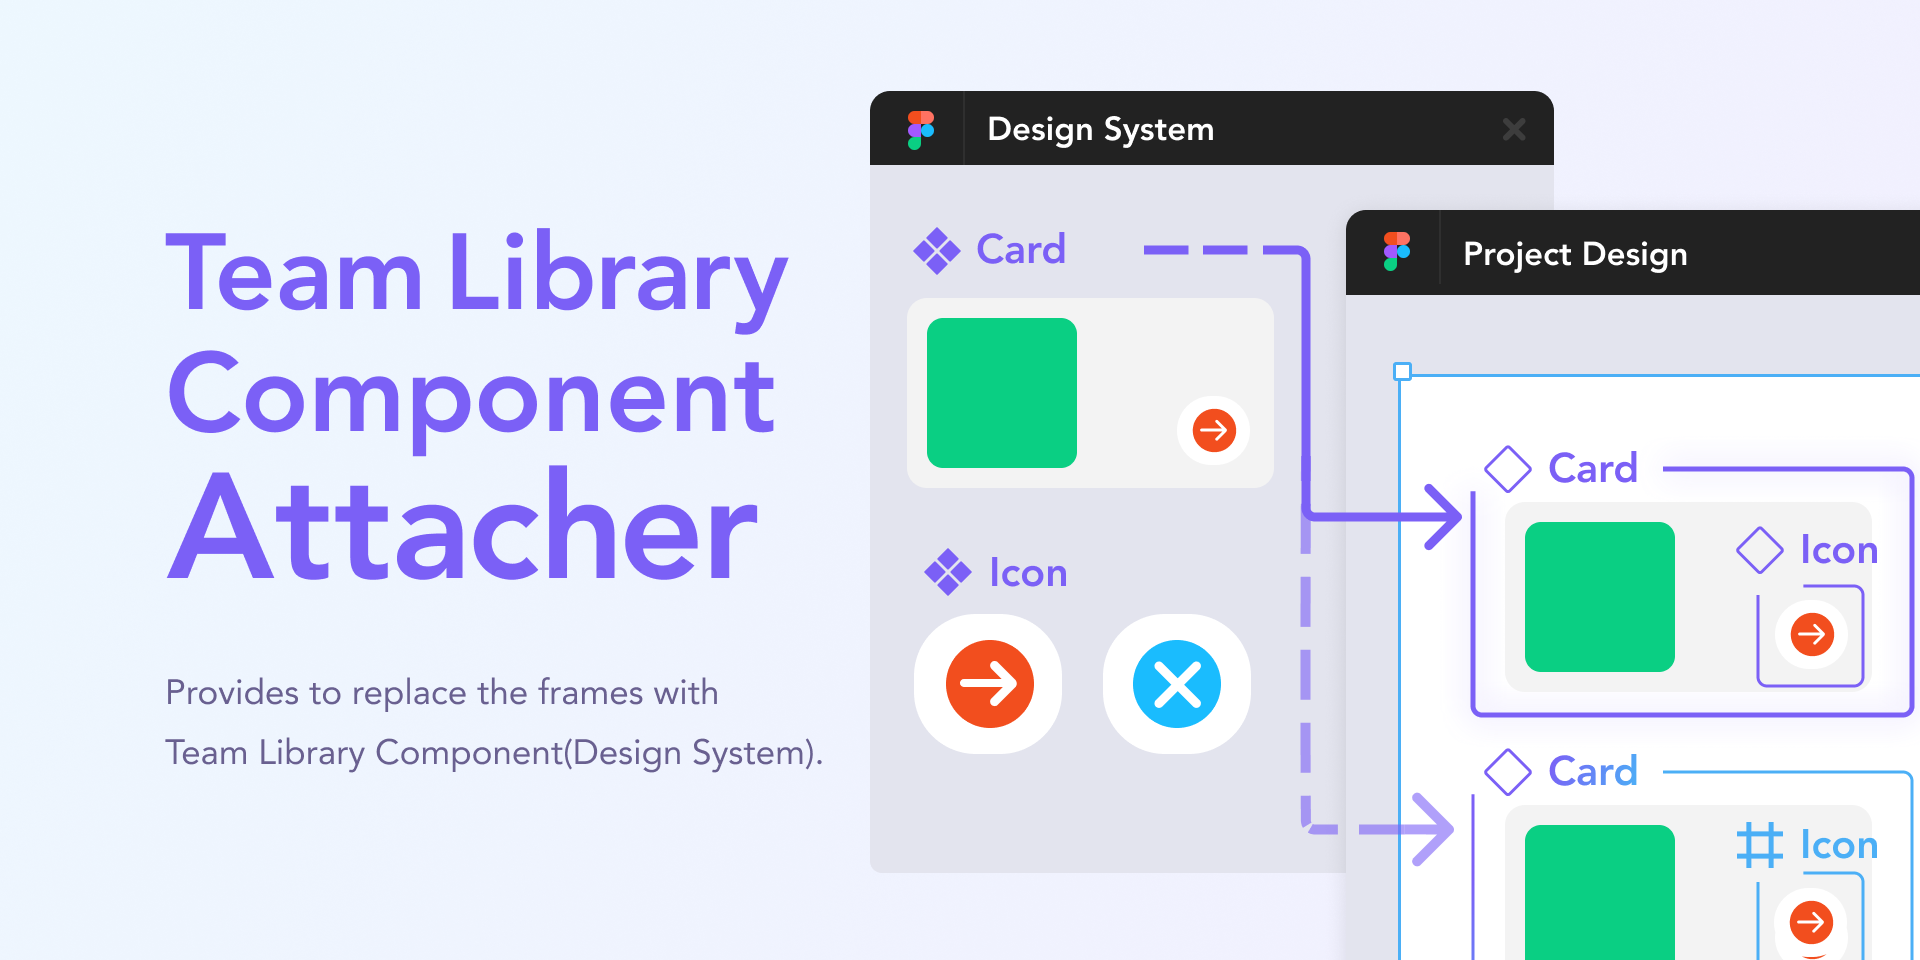 Team Library
Component
Attacher
Provides to replace the frames with
Team Library Component(Design System).
Design System
Card
Icon
Project Design
Card
Icon
Card
Icon